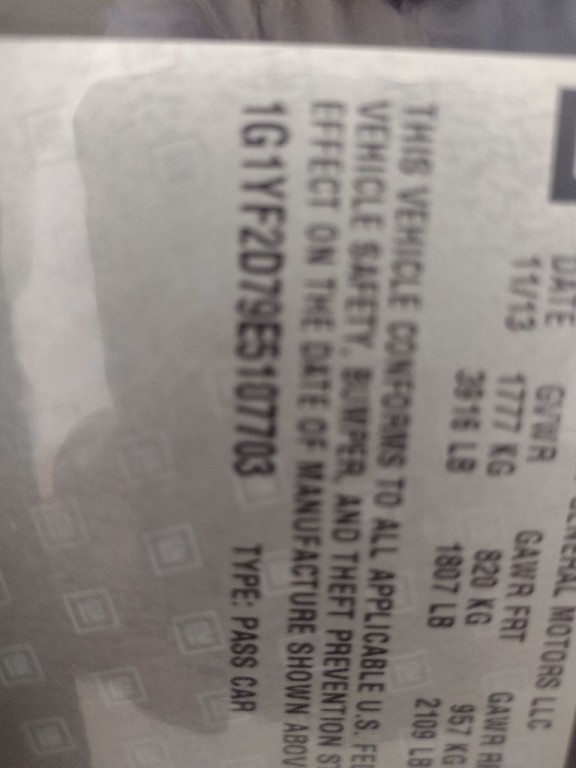 GENERAL MOTORS LLC
DATE GVWR GAWR FRT GAWR R
11/13 1777 KG 820 KG 957 KG
3916 LB 1807 LB 2109 LB
THIS VEHICLE CONFORMS TO ALL APPLICABLE U.S. FE
VEHICLE SAFETY, BUMPER, AND THEFT PREVENTION S
EFFECT ON THE DATE OF MANUFACTURE SHOWN ABOV
1G1YF2D79E5107703 TYPE: PASS CAR